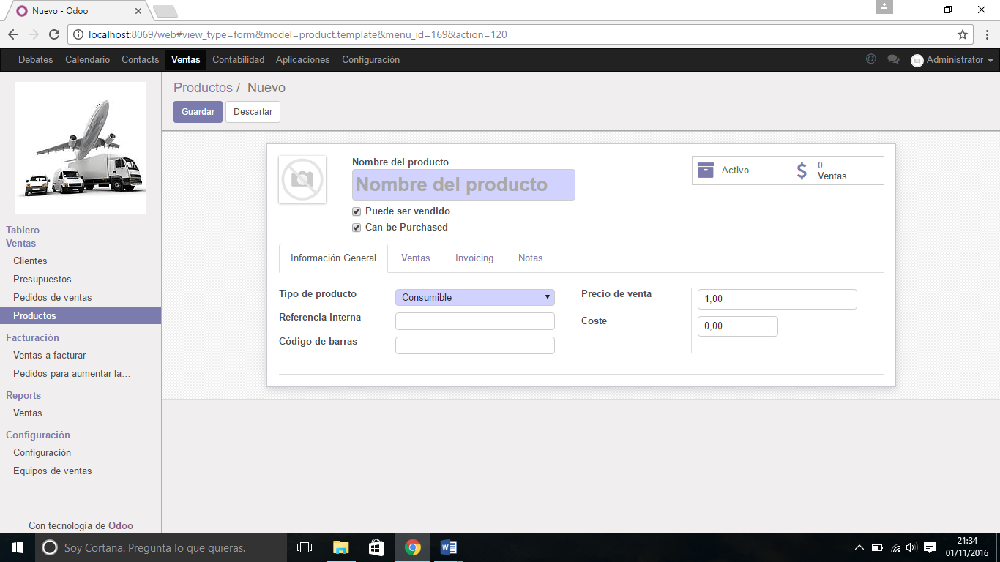 Nuevo - Odoo
localhost:8069/web#view_type=form&model=product.template&menu_id=169&action=120
Debates Calendario Contacts Ventas Contabilidad Aplicaciones Configuración @ Administrator
Productos / Nuevo
Guardar Descartar
Tablero
Ventas
Clientes
Presupuestos
Pedidos de ventas
Productos
Facturación
Ventas a facturar
Pedidos para aumentar la...
Reports
Ventas
Configuración
Configuración
Equipos de ventas
Con tecnología de Odoo
Nombre del producto
Nombre del producto
Puede ser vendido
Can be Purchased
Activo
$ 0
Ventas
Información General Ventas Invoicing Notas
Tipo de producto Consumible
Referencia interna
Código de barras
Precio de venta 1,00
Coste 0,00
Soy Cortana. Pregunta lo que quieras.
21:34
01/11/2016